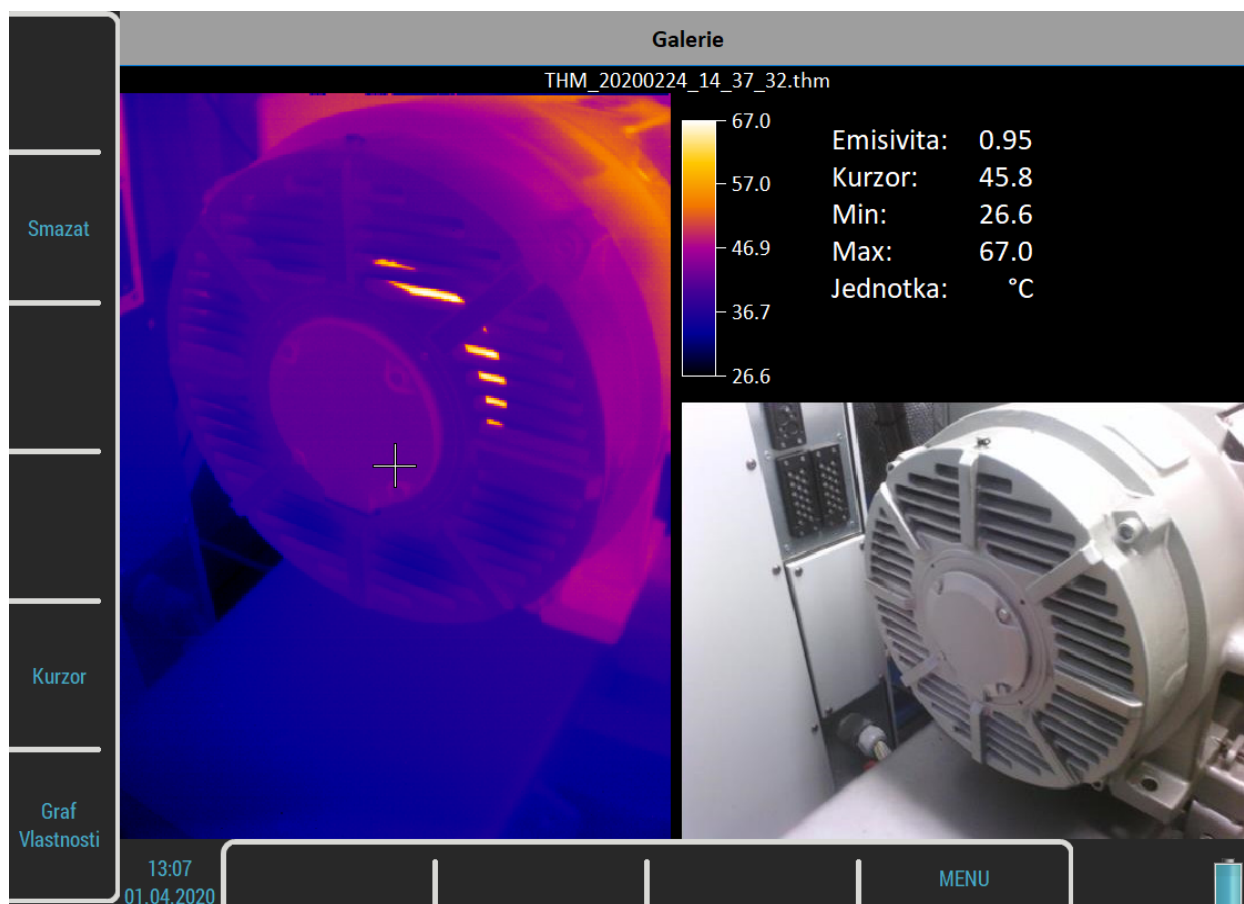 Galerie
THM_20200224_14_37_32.thm
67.0
57.0
46.9
36.7
26.6
Emisivita: 0.95
Kurzor: 45.8
Min: 26.6
Max: 67.0
Jednotka: °C
Smazat
Kurzor
Graf
Vlastnosti
13:07
01.04.2020
MENU